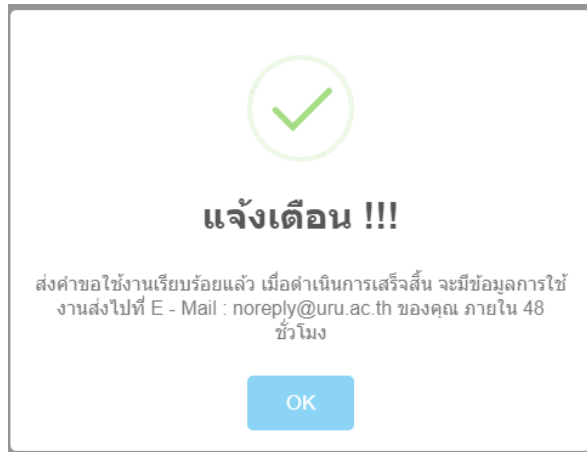 แจ้งเตือน !!!
ส่งคำขอใช้งานเรียบร้อยแล้ว เมื่อดำเนินการเสร็จสิ้น จะมีข้อมูลการใช้
งานส่งไปที่ E - Mail : noreply@uru.ac.th ของคุณ ภายใน 48
ชั่วโมง
OK